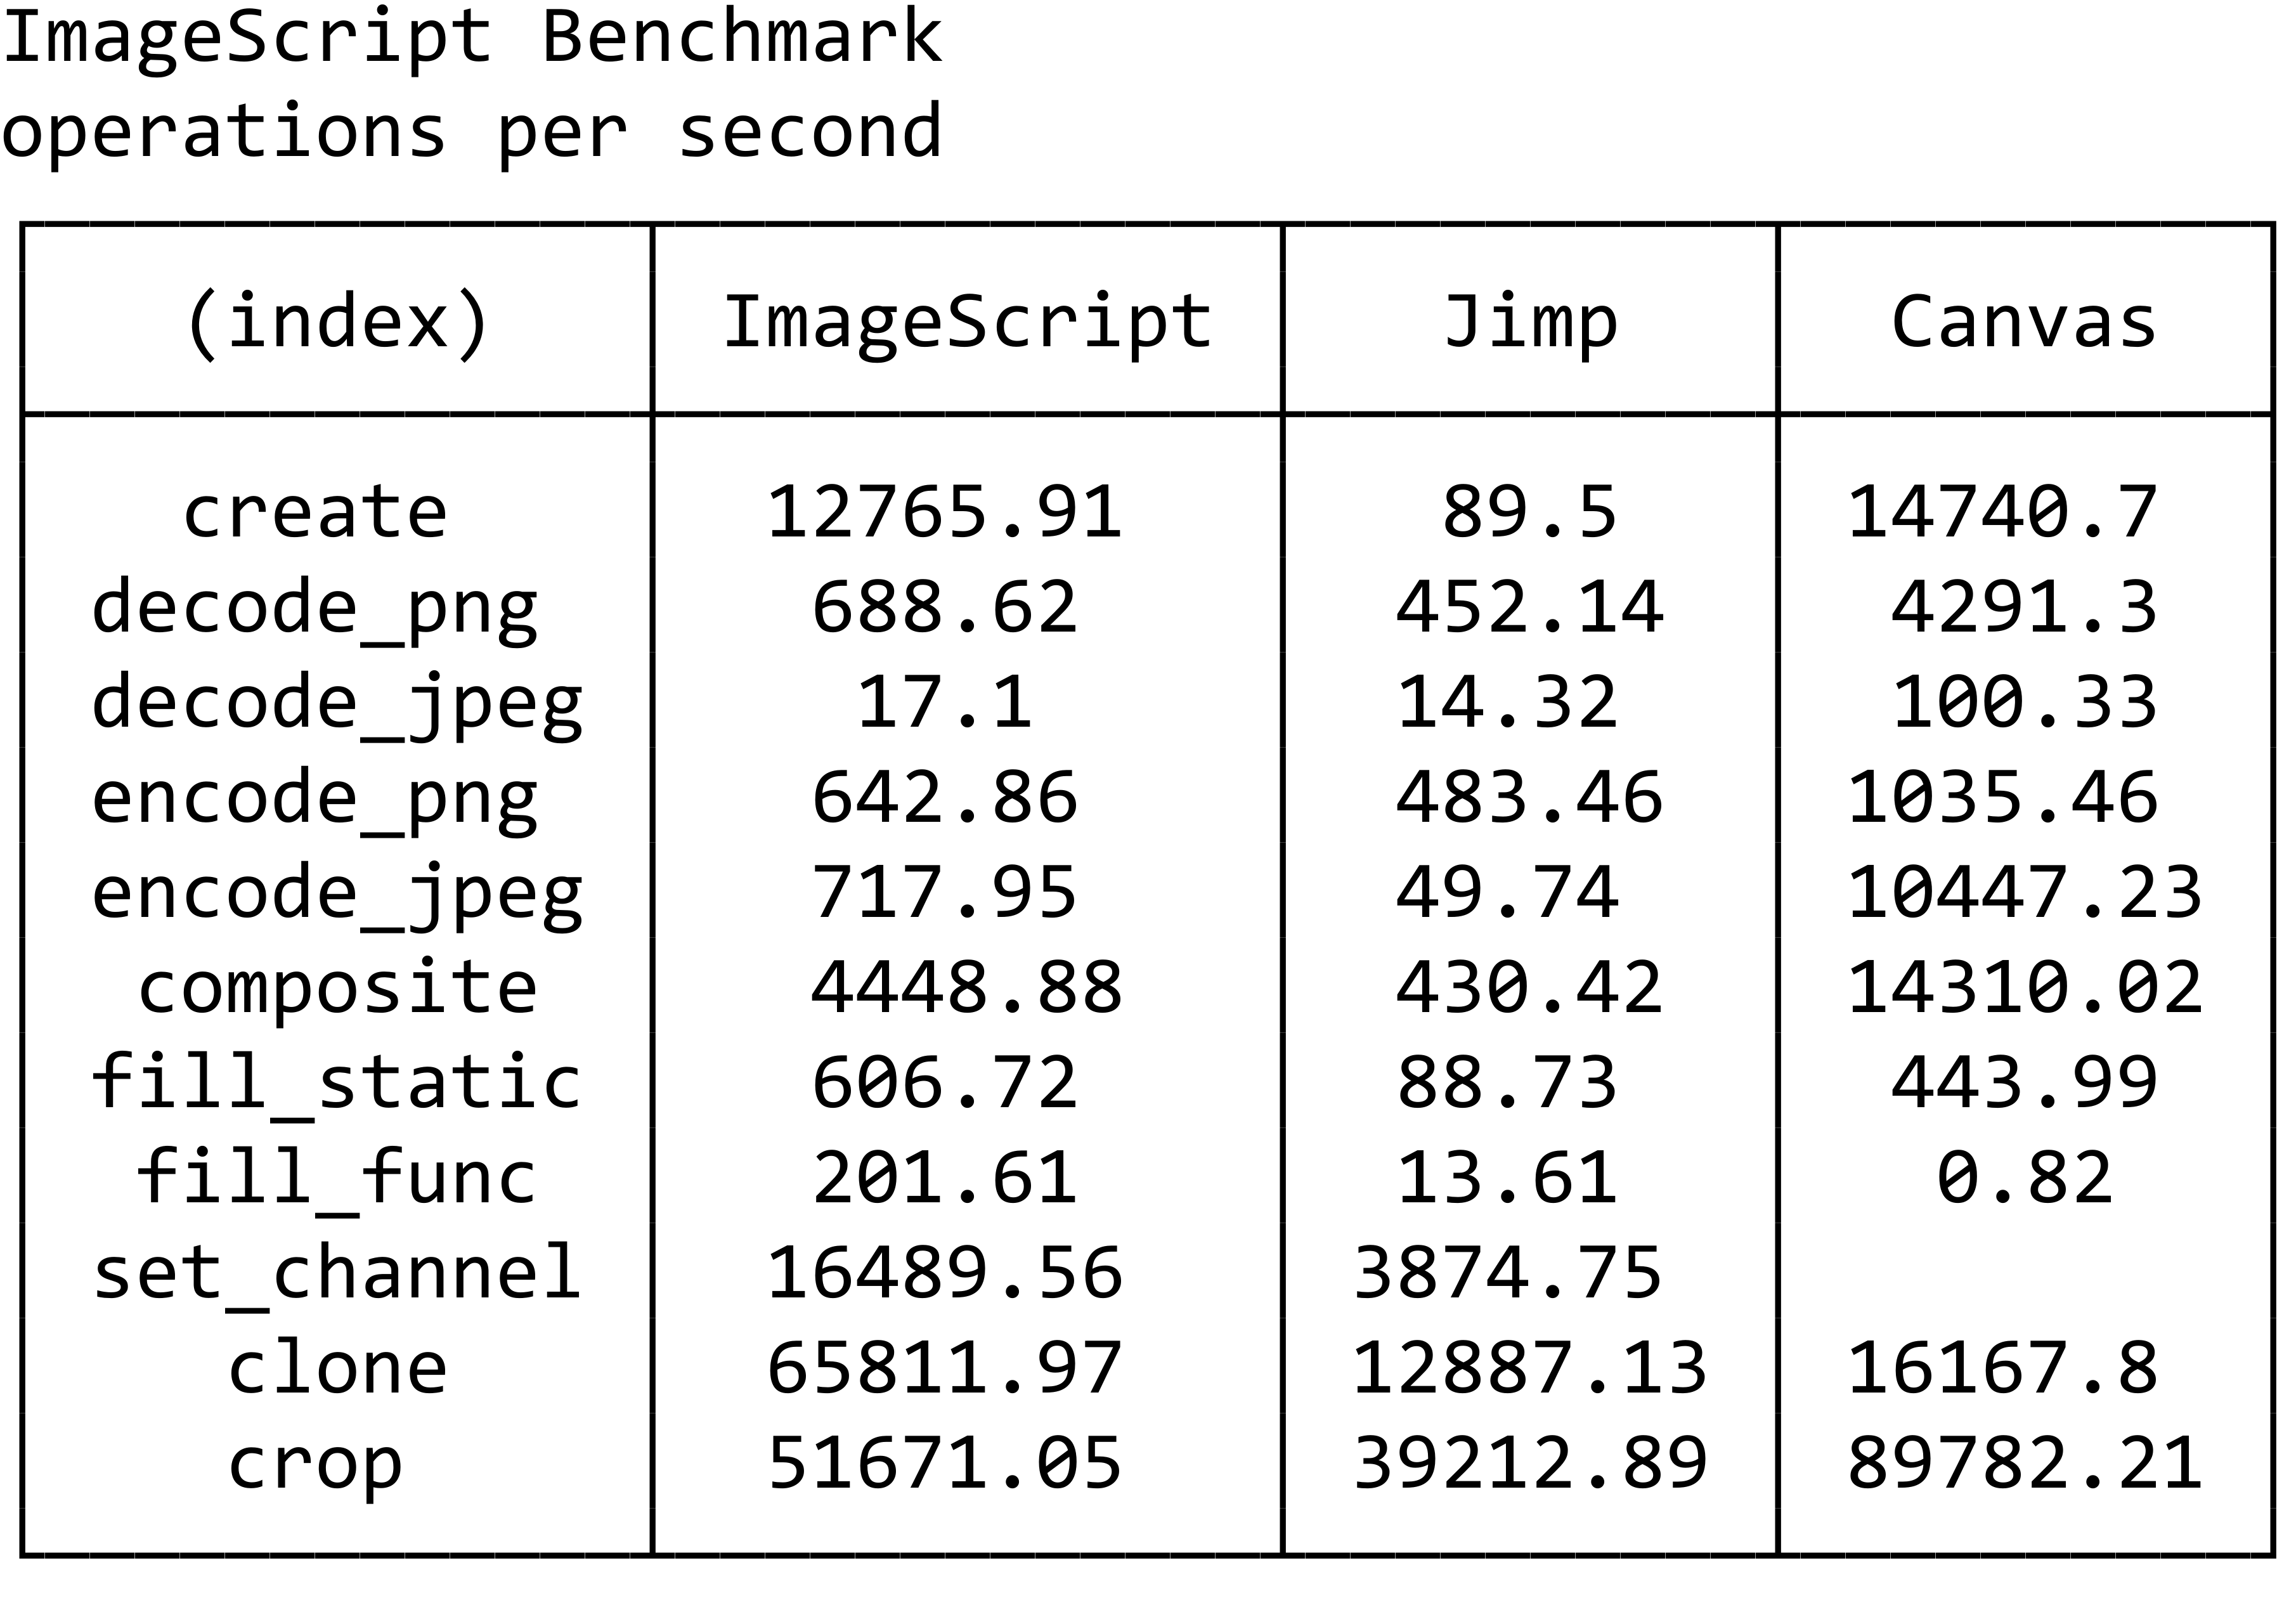 ImageScript Benchmark
operations per second
(index) ImageScript Jimp Canvas
create 12765.91 89.5 14740.7
decode_png 688.62 452.14 4291.3
decode_jpeg 17.1 14.32 100.33
encode_png 642.86 483.46 1035.46
encode_jpeg 717.95 49.74 10447.23
composite 4448.88 430.42 14310.02
fill_static 606.72 88.73 443.99
fill_func 201.61 13.61 0.82
set_channel 16489.56 3874.75
clone 65811.97 12887.13 16167.8
crop 51671.05 39212.89 89782.21